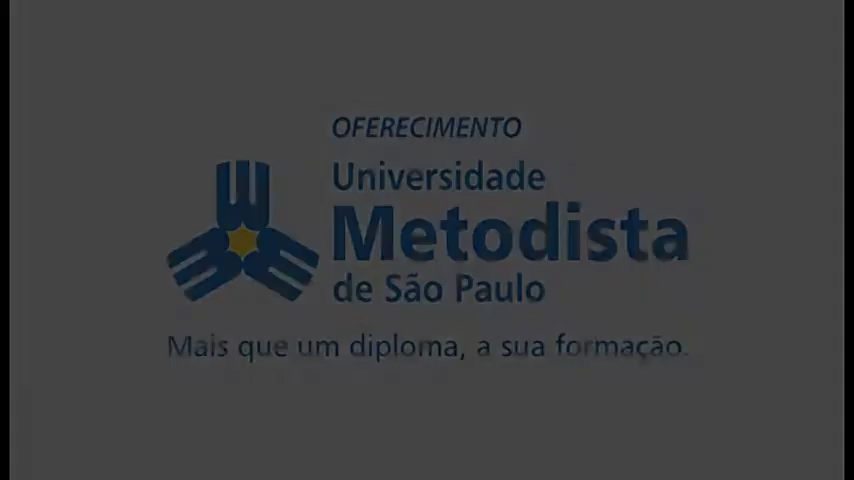 OFERECIMENTO
Universidade
Metodista
de São Paulo
Mais que um diploma, a sua formação.